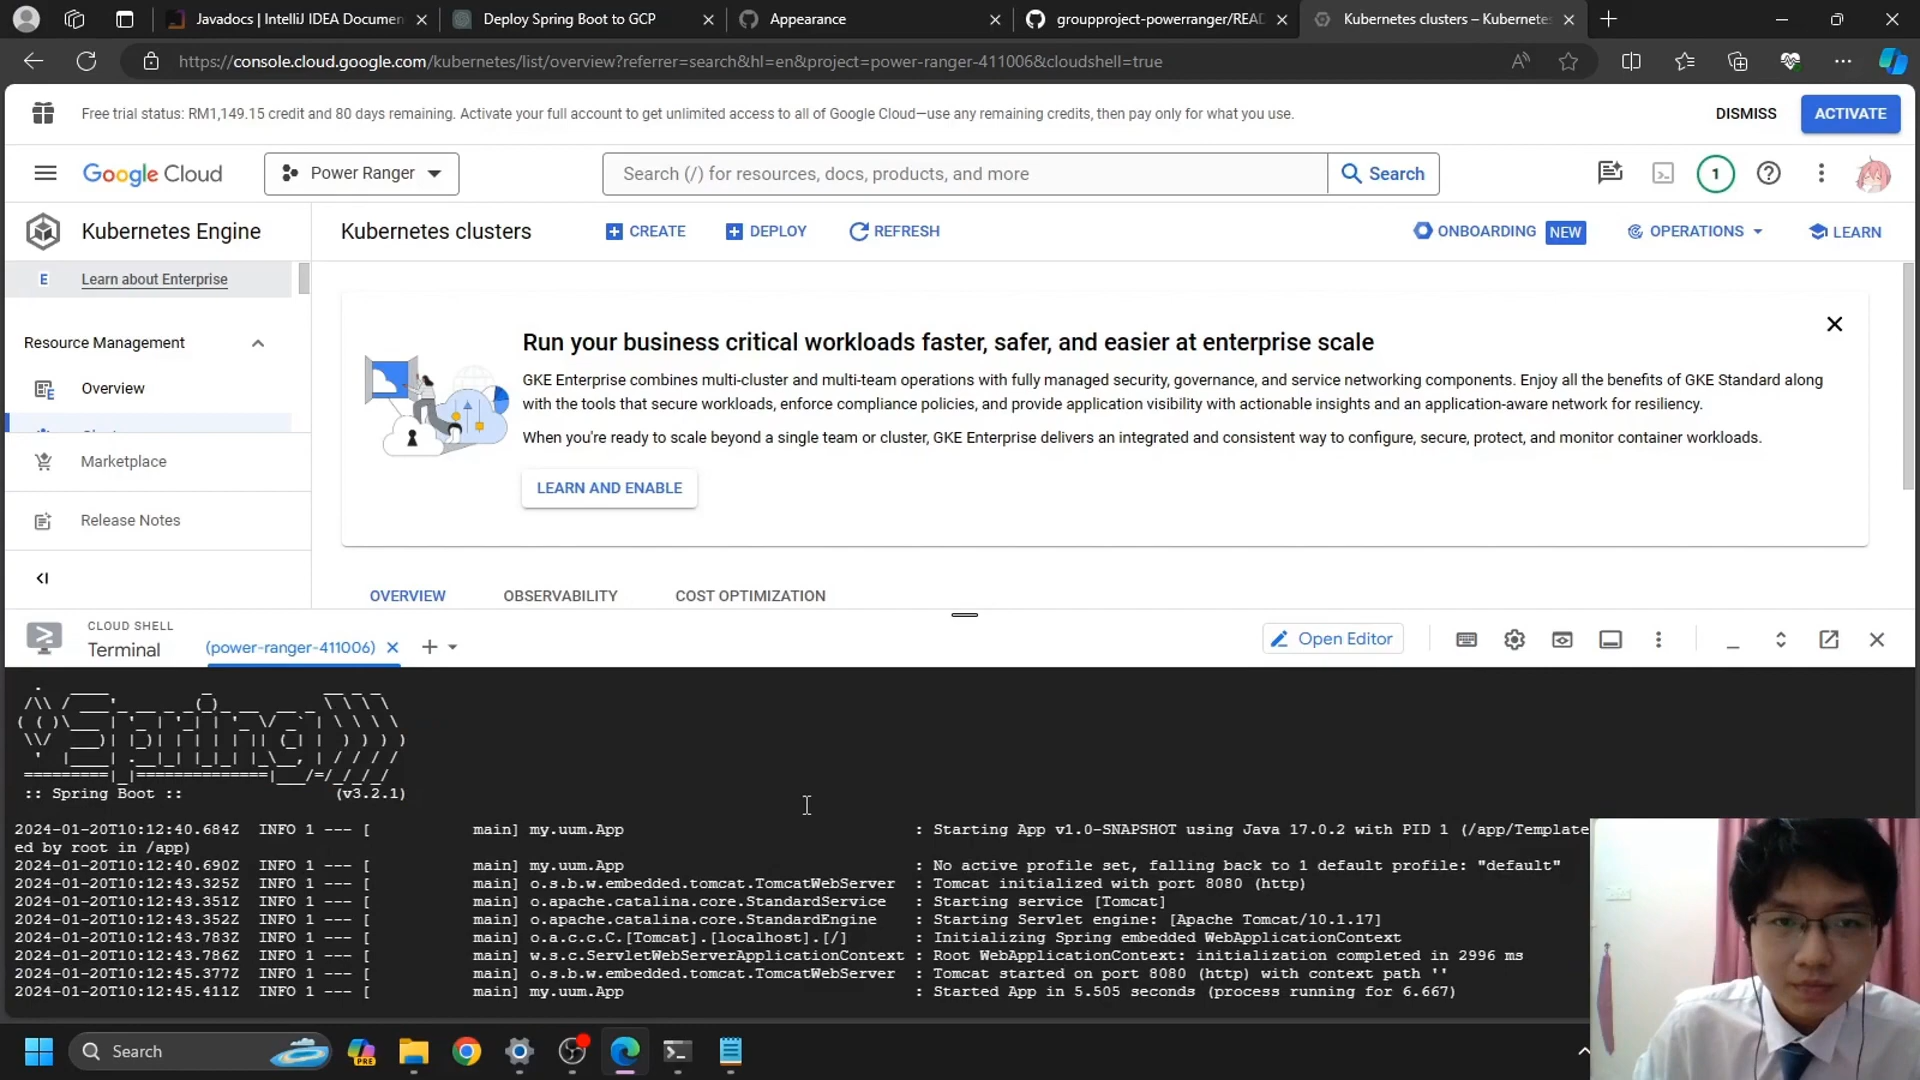 Javadocs | IntelliJ IDEA Documen
Deploy Spring Boot to GCP
Appearance
groupproject-powerranger/READ
Kubernetes clusters – Kubernetes
https://console.cloud.google.com/kubernetes/list/overview?referrer=search&hl=en&project=power-ranger-411006&cloudshell=true
Free trial status: RM1,149.15 credit and 80 days remaining. Activate your full account to get unlimited access to all of Google Cloud—use any remaining credits, then pay only for what you use.
DISMISS
ACTIVATE
Google Cloud
Power Ranger
Search (/) for resources, docs, products, and more
Search
1
Kubernetes Engine
Kubernetes clusters
CREATE
DEPLOY
REFRESH
ONBOARDING NEW
OPERATIONS
LEARN
E Learn about Enterprise
Resource Management
Overview
Marketplace
Release Notes
Run your business critical workloads faster, safer, and easier at enterprise scale
GKE Enterprise combines multi-cluster and multi-team operations with fully managed security, governance, and service networking components. Enjoy all the benefits of GKE Standard along
with the tools that secure workloads, enforce compliance policies, and provide application visibility with actionable insights and an application-aware network for resiliency.
When you're ready to scale beyond a single team or cluster, GKE Enterprise delivers an integrated and consistent way to configure, secure, protect, and monitor container workloads.
LEARN AND ENABLE
OVERVIEW
OBSERVABILITY
COST OPTIMIZATION
CLOUD SHELL
Terminal
(power-ranger-411006)
Open Editor
Spring
:: Spring Boot :: (v3.2.1)
2024-01-20T10:12:40.684Z INFO 1 --- [ main] my.uum.App : Starting App v1.0-SNAPSHOT using Java 17.0.2 with PID 1 (/app/Template
ed by root in /app)
2024-01-20T10:12:40.690Z INFO 1 --- [ main] my.uum.App : No active profile set, falling back to 1 default profile: "default"
2024-01-20T10:12:43.325Z INFO 1 --- [ main] o.s.b.w.embedded.tomcat.TomcatWebServer : Tomcat initialized with port 8080 (http)
2024-01-20T10:12:43.351Z INFO 1 --- [ main] o.apache.catalina.core.StandardService : Starting service [Tomcat]
2024-01-20T10:12:43.352Z INFO 1 --- [ main] o.apache.catalina.core.StandardEngine : Starting Servlet engine: [Apache Tomcat/10.1.17]
2024-01-20T10:12:43.783Z INFO 1 --- [ main] o.a.c.c.C.[Tomcat].[localhost].[/] : Initializing Spring embedded WebApplicationContext
2024-01-20T10:12:43.786Z INFO 1 --- [ main] w.s.c.ServletWebServerApplicationContext : Root WebApplicationContext: initialization completed in 2996 ms
2024-01-20T10:12:45.377Z INFO 1 --- [ main] o.s.b.w.embedded.tomcat.TomcatWebServer : Tomcat started on port 8080 (http) with context path ''
2024-01-20T10:12:45.411Z INFO 1 --- [ main] my.uum.App : Started App in 5.505 seconds (process running for 6.667)
Search
PRE